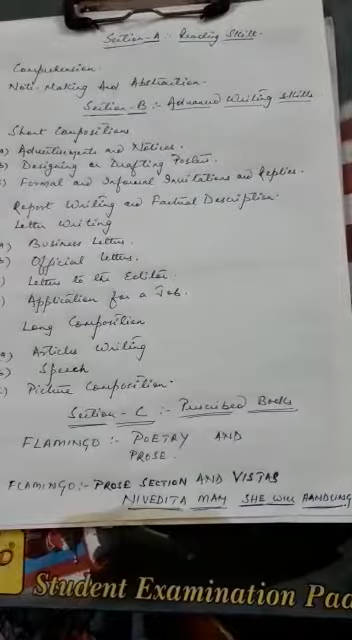 Section-A :- Reading Skill.
Comprehension.
Note-Making And Abstraction.
Section-B :- Advanced Writing Skills
Short Compositions
a) Advertisements and Notices.
b) Designing or Drafting Posters.
c) Formal and Informal Invitations and Replies.
Report Writing and Factual Description.
Letter Writing
a) Business Letters.
b) Official Letters.
) Letters to the Editor.
) Application for a Job.
Long Composition
a) Articles Writing
b) Speech
c) Picture Composition.
Section - C :- Prescribed Books
FLAMINGO :- POETRY AND
PROSE.
FLAMINGO :- PROSE SECTION AND VISTAS
NIVEDITA MAM SHE WILL HANDLING
Student Examination Pad